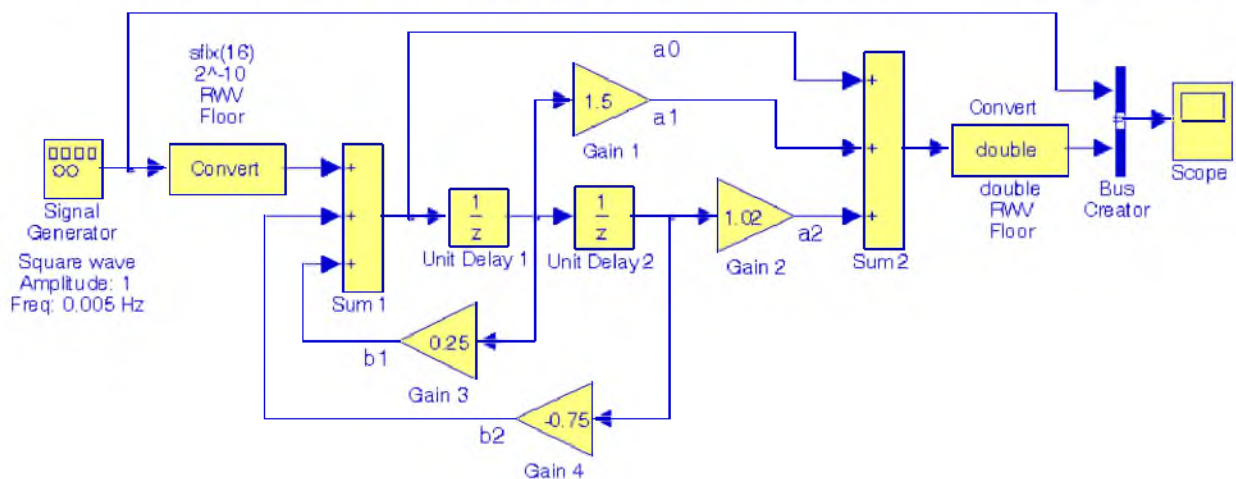 sfix(16)
2^-10
RWV
Floor
Convert
Signal
Generator
Square wave
Amplitude: 1
Freq: 0.005 Hz
+
+
+
Sum 1
1
z
Unit Delay 1
1
z
Unit Delay 2
a0
1.5
a1
Gain 1
1.02
a2
Gain 2
0.25
b1
Gain 3
-0.75
b2
Gain 4
+
+
+
Sum 2
Convert
double
double
RWV
Floor
Bus
Creator
Scope